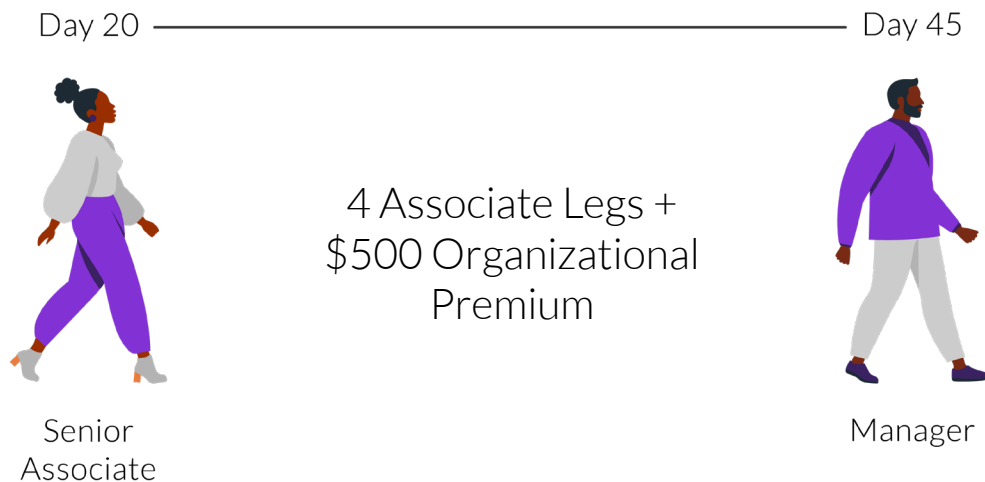 Day 20
Day 45
4 Associate Legs +
$500 Organizational
Premium
Senior
Associate
Manager